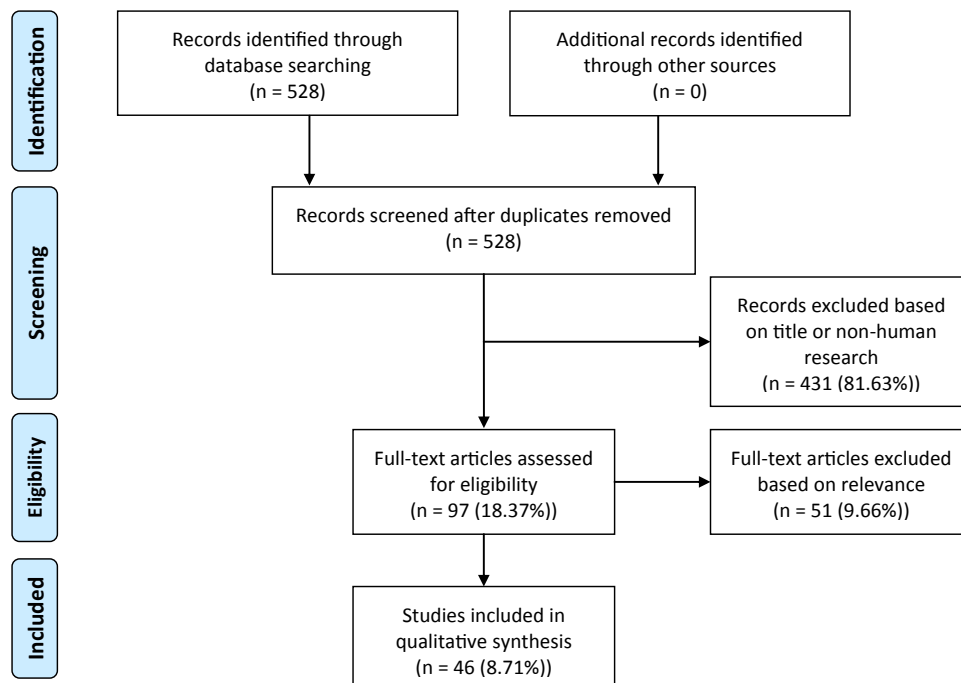 Identification
Records identified through
database searching
(n = 528)
Additional records identified
through other sources
(n = 0)
Screening
Records screened after duplicates removed
(n = 528)
Records excluded based
on title or non-human
research
(n = 431 (81.63%))
Eligibility
Full-text articles assessed
for eligibility
(n = 97 (18.37%))
Full-text articles excluded
based on relevance
(n = 51 (9.66%))
Included
Studies included in
qualitative synthesis
(n = 46 (8.71%))